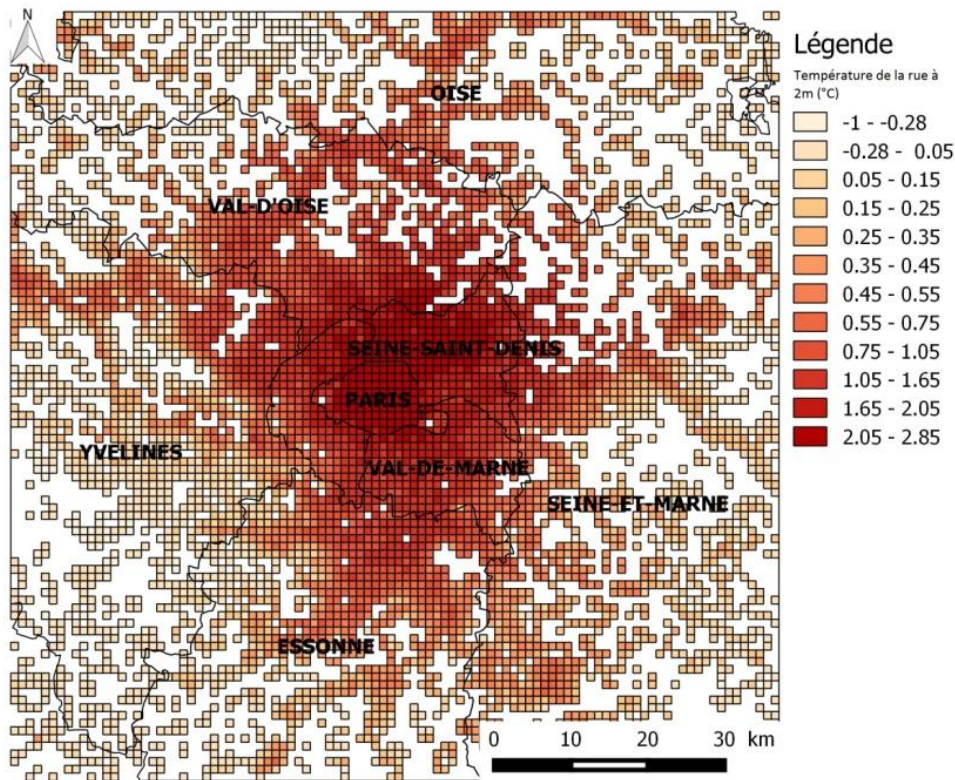 N
OISE
VAL-D'OISE
SEINE-SAINT-DENIS
PARIS
YVELINES
VAL-DE-MARNE
SEINE-ET-MARNE
ESSONNE
0 10 20 30 km
Légende
Température de la rue à
2m (°C)
-1 - -0.28
-0.28 - 0.05
0.05 - 0.15
0.15 - 0.25
0.25 - 0.35
0.35 - 0.45
0.45 - 0.55
0.55 - 0.75
0.75 - 1.05
1.05 - 1.65
1.65 - 2.05
2.05 - 2.85